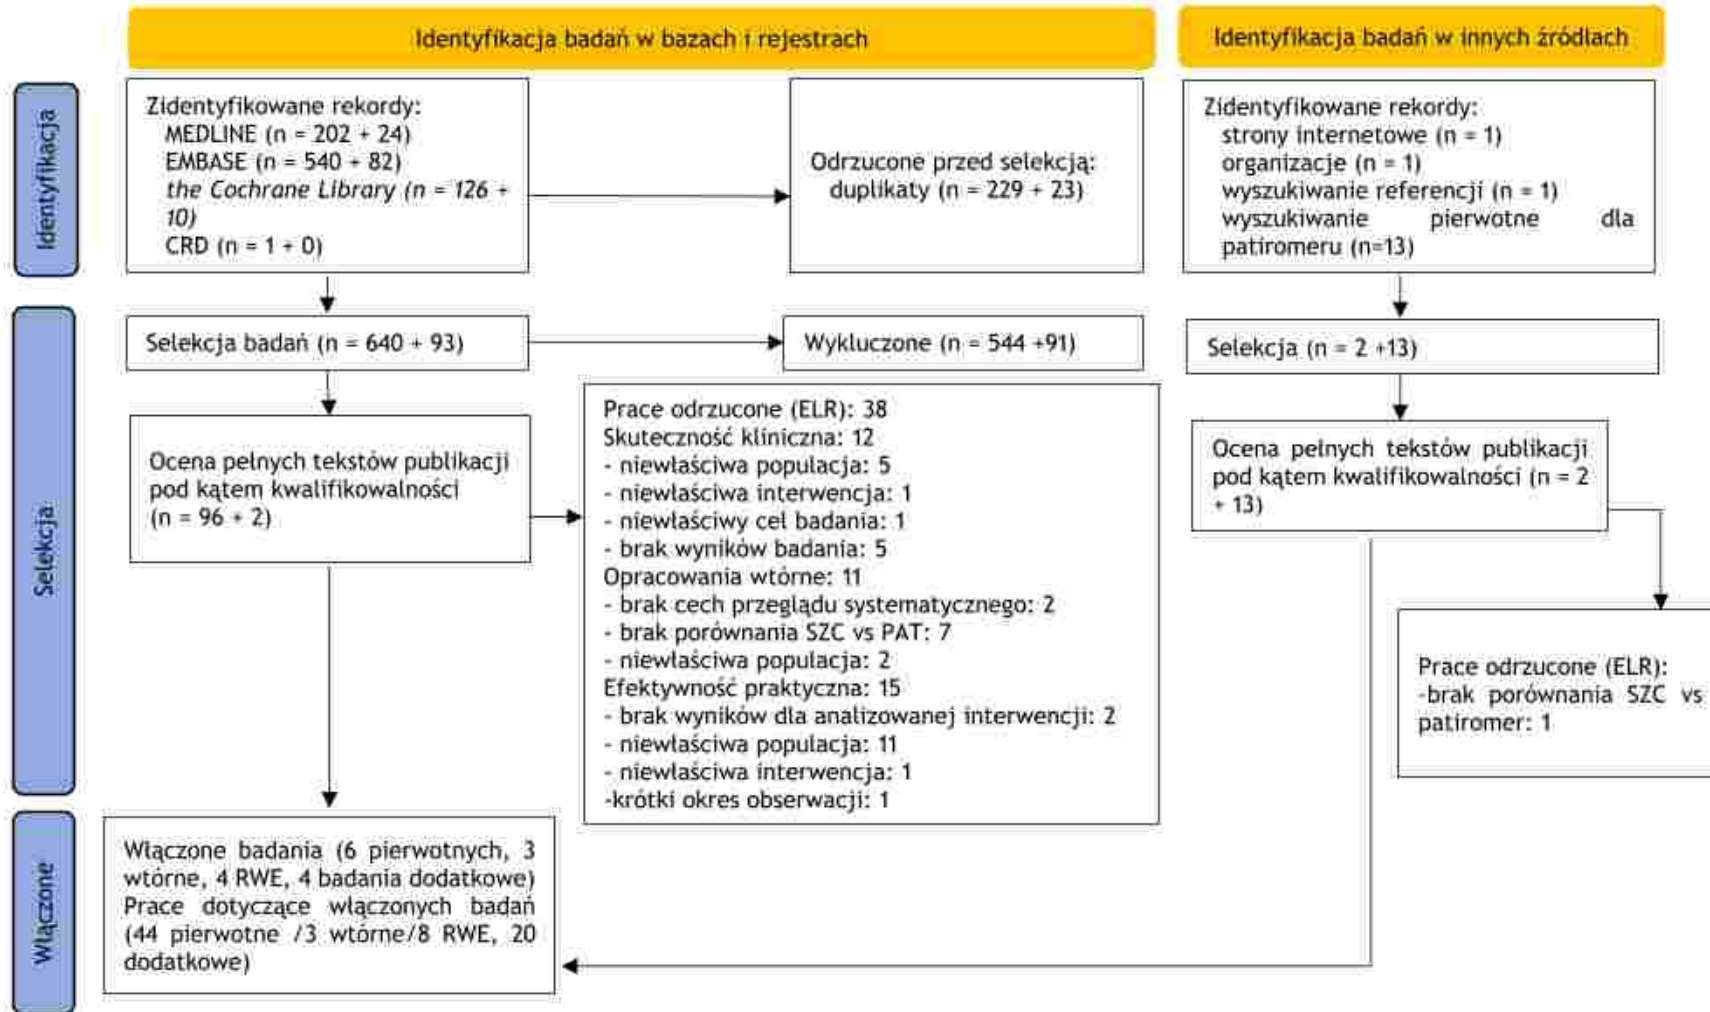 Identyfikacja badań w bazach i rejestrach
Identyfikacja badań w innych źródłach
Identyfikacja
Zidentyfikowane rekordy:
MEDLINE (n = 202 + 24)
EMBASE (n = 540 + 82)
the Cochrane Library (n = 126 +
10)
CRD (n = 1 + 0)
Odrzucone przed selekcją:
duplikaty (n = 229 + 23)
Zidentyfikowane rekordy:
strony internetowe (n = 1)
organizacje (n = 1)
wyszukiwanie referencji (n = 1)
wyszukiwanie pierwotne dla
patiromeru (n=13)
Selekcja
Selekcja badań (n = 640 + 93)
Wykluczone (n = 544 +91)
Selekcja (n = 2 +13)
Ocena pełnych tekstów publikacji
pod kątem kwalifikowalności
(n = 96 + 2)
Prace odrzucone (ELR): 38
Skuteczność kliniczna: 12
- niewłaściwa populacja: 5
- niewłaściwa interwencja: 1
- niewłaściwy cel badania: 1
- brak wyników badania: 5
Opracowania wtórne: 11
- brak cech przeglądu systematycznego: 2
- brak porównania SZC vs PAT: 7
- niewłaściwa populacja: 2
Efektywność praktyczna: 15
- brak wyników dla analizowanej interwencji: 2
- niewłaściwa populacja: 11
- niewłaściwa interwencja: 1
-krótki okres obserwacji: 1
Ocena pełnych tekstów publikacji
pod kątem kwalifikowalności (n = 2
+ 13)
Prace odrzucone (ELR):
-brak porównania SZC vs
patiromer: 1
Włączone
Włączone badania (6 pierwotnych, 3
wtórne, 4 RWE, 4 badania dodatkowe)
Prace dotyczące włączonych badań
(44 pierwotne /3 wtórne/8 RWE, 20
dodatkowe)